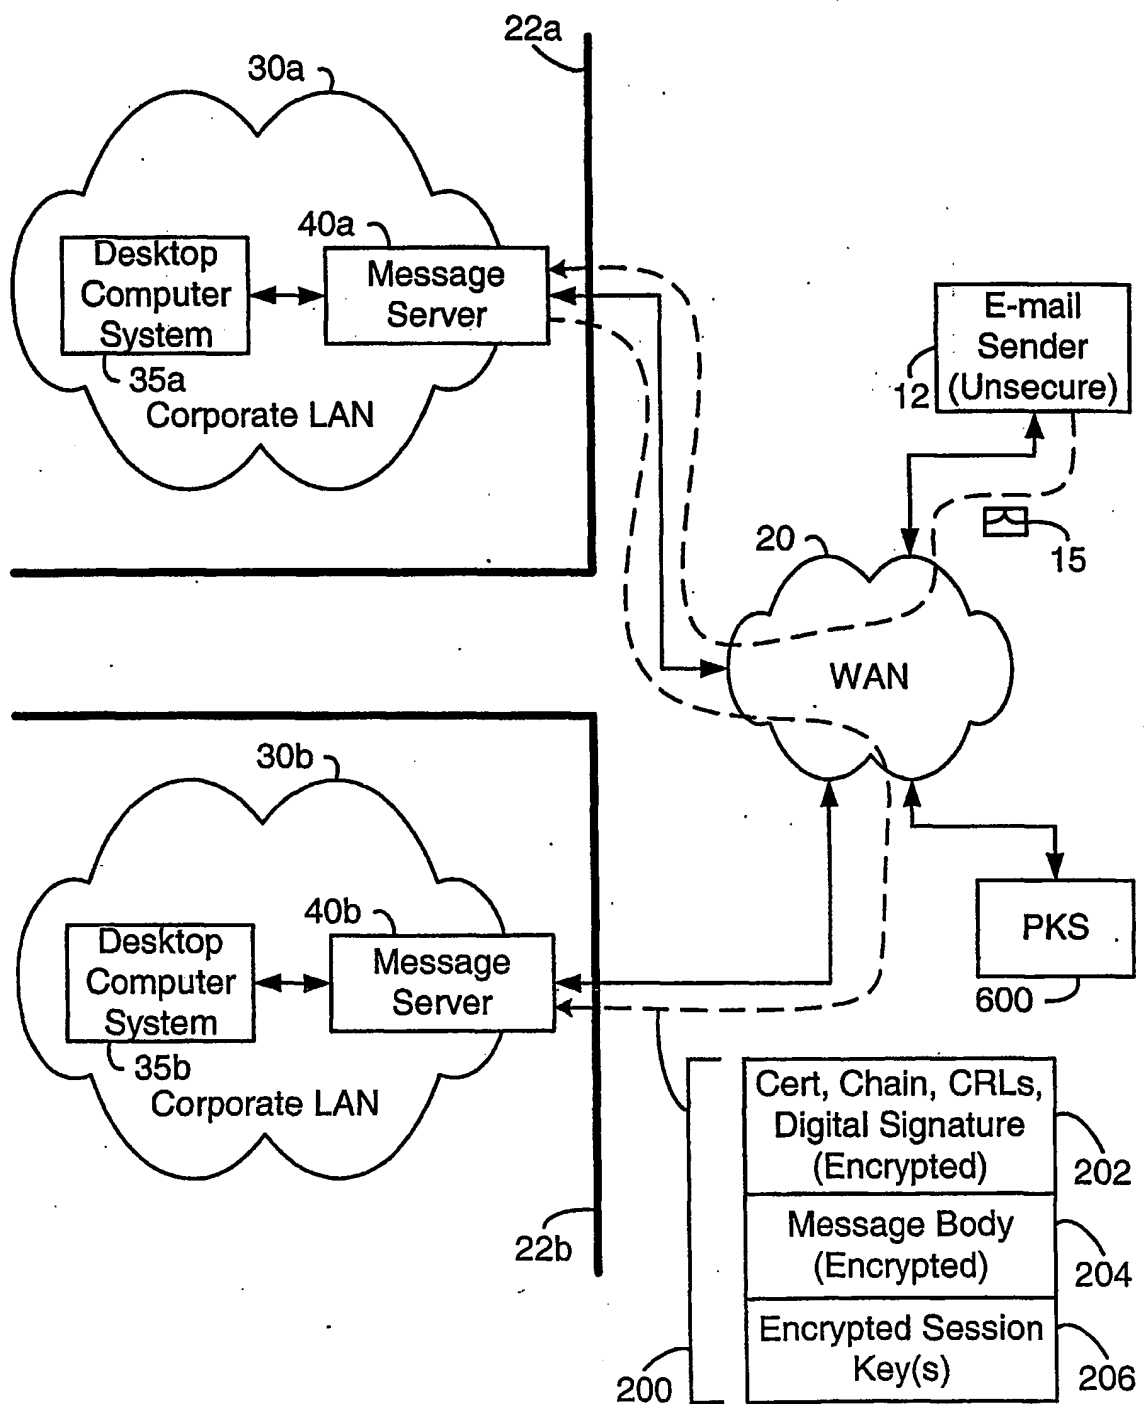 22a
30a
40a
Desktop
Computer
System
Message
Server
35a
Corporate LAN
E-mail
Sender
(Unsecure)
12
20
15
WAN
30b
40b
Desktop
Computer
System
Message
Server
35b
Corporate LAN
PKS
600
22b
Cert, Chain, CRLs,
Digital Signature
(Encrypted)
202
Message Body
(Encrypted)
204
Encrypted Session
Key(s)
206
200